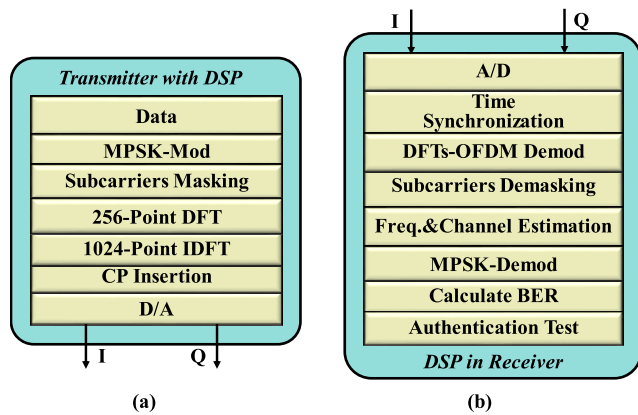 Transmitter with DSP
Data
MPSK-Mod
Subcarriers Masking
256-Point DFT
1024-Point IDFT
CP Insertion
D/A
I
Q
(a)
I
Q
A/D
Time
Synchronization
DFTs-OFDM Demod
Subcarriers Demasking
Freq.&Channel Estimation
MPSK-Demod
Calculate BER
Authentication Test
DSP in Receiver
(b)